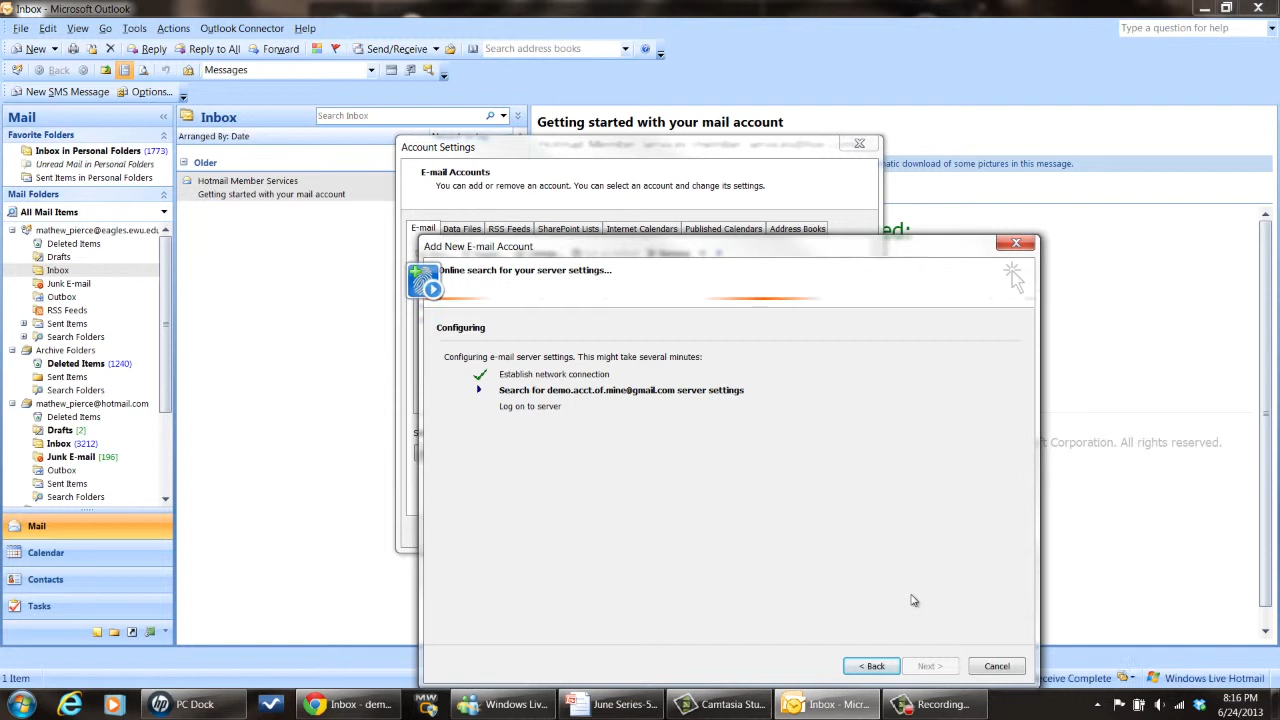 Inbox - Microsoft Outlook
File Edit View Go Tools Actions Outlook Connector Help
Type a question for help
New Reply Reply to All Forward Send/Receive Search address books
Back Messages
New SMS Message Options...
Mail
Favorite Folders
Inbox in Personal Folders (1773)
Unread Mail in Personal Folders
Sent Items in Personal Folders
Mail Folders
All Mail Items
mathew_pierce@eagles.ewu.edu
Deleted Items
Drafts
Inbox
Junk E-mail
Outbox
RSS Feeds
Sent Items
Search Folders
Archive Folders
Deleted Items (1240)
Sent Items
Search Folders
mathew_pierce@hotmail.com
Deleted Items
Drafts [2]
Inbox (3212)
Junk E-mail [196]
Outbox
Sent Items
Search Folders
Mail
Calendar
Contacts
Tasks
Inbox
Search Inbox
Arranged By: Date
Older
Hotmail Member Services
Getting started with your mail account
Getting started with your mail account
atic download of some pictures in this message.
ed:
t Corporation. All rights reserved.
Account Settings
E-mail Accounts
You can add or remove an account. You can select an account and change its settings.
E-mail Data Files RSS Feeds SharePoint Lists Internet Calendars Published Calendars Address Books
Add New E-mail Account
Online search for your server settings...
Configuring
Configuring e-mail server settings. This might take several minutes:
Establish network connection
Search for demo.acct.of.mine@gmail.com server settings
Log on to server
< Back Next > Cancel
1 Item
eceive Complete Windows Live Hotmail
PC Dock
Inbox - dem...
MW
Windows Liv...
June Series-5...
Camtasia Stu...
Inbox - Micr...
Recording...
8:16 PM
6/24/2013